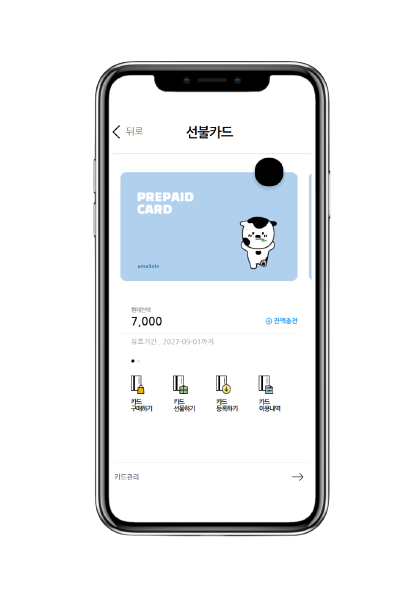 뒤로
선불카드
PREPAID
CARD
amellwin
현재잔액
7,000
잔액충전
유효기간 : 2027-09-01까지
카드
구매하기
카드
선물하기
카드
등록하기
카드
이용내역
카드관리